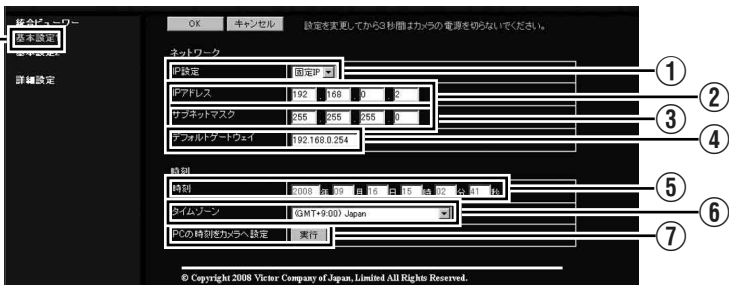 統合ビューワー
基本設定
詳細設定
OK キャンセル 設定を変更してから3秒間はカメラの電源を切らないでください。
ネットワーク
IP設定 固定IP ①
IPアドレス 192 . 168 . 0 . 2 ②
サブネットマスク 255 . 255 . 255 . 0 ③
デフォルトゲートウェイ 192.168.0.254 ④
時刻
時刻 2008 年 09 月 16 日 15 時 02 分 41 秒 ⑤
タイムゾーン (GMT+9:00) Japan ⑥
PCの時刻をカメラへ設定 実行 ⑦
© Copyright 2008 Victor Company of Japan, Limited All Rights Reserved.